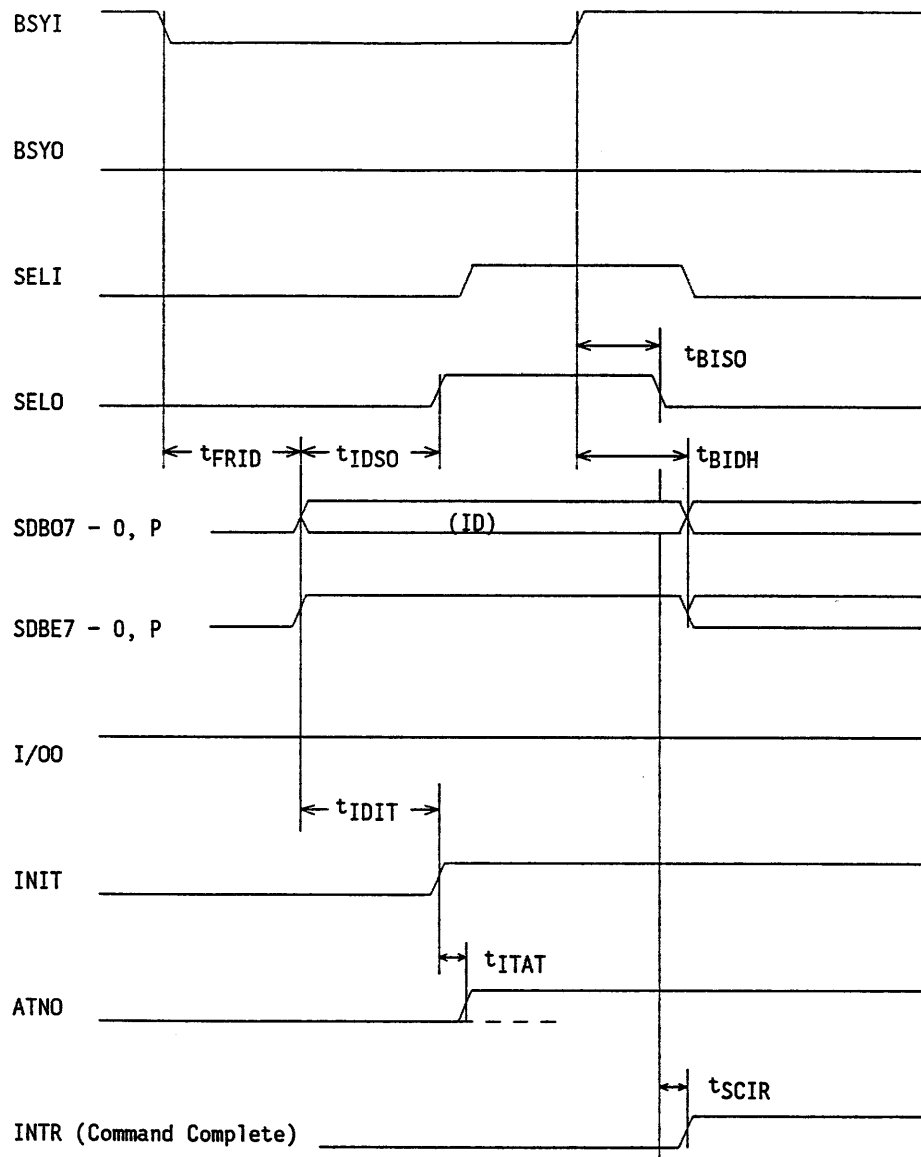 BSYI
BSYO
SELI
tBISO
SELO
tFRID tIDSO tBIDH
SDBO7 - 0, P (ID)
SDBE7 - 0, P
I/OO
tIDIT
INIT
tITAT
ATNO
tSCIR
INTR (Command Complete)